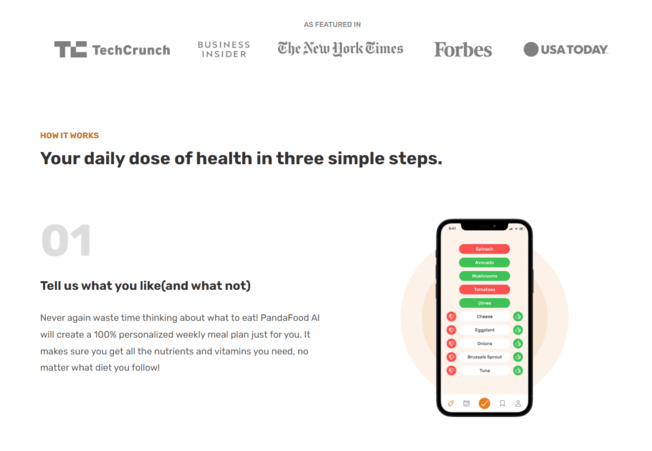 AS FEATURED IN
TechCrunch
BUSINESS
INSIDER
The New York Times
Forbes
USA TODAY
HOW IT WORKS
Your daily dose of health in three simple steps.
01
Tell us what you like(and what not)
Never again waste time thinking about what to eat! PandaFood AI
will create a 100% personalized weekly meal plan just for you. It
makes sure you get all the nutrients and vitamins you need, no
matter what diet you follow!
9:41
Spinach
Avocado
Mushrooms
Tomatoes
Olives
Cheese
Eggplant
Onions
Brussels Sprout
Tuna